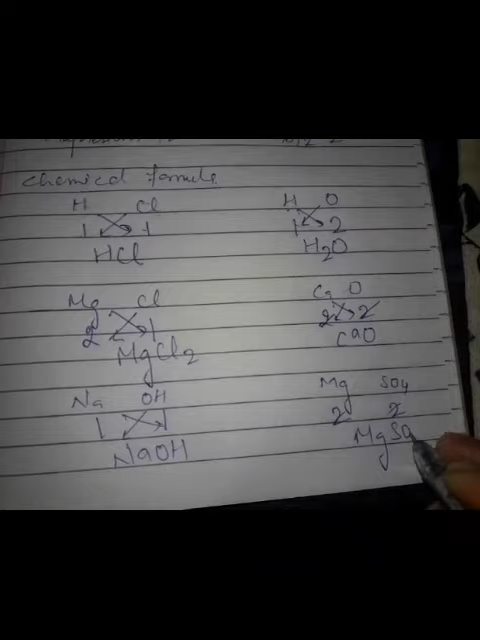 Chemical formula
H Cl H O
1 1 1 2
HCl H2O
Mg Cl Ca O
2 1 2 2
MgCl2 CaO
Na OH Mg SO4
1 1 2 2
NaOH MgSO